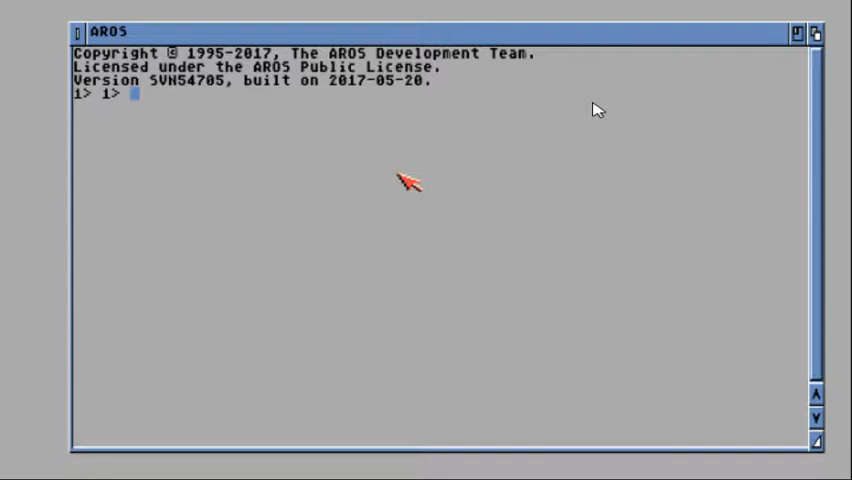 AROS
Copyright © 1995-2017, The AROS Development Team.
Licensed under the AROS Public License.
Version SVN54705, built on 2017-05-20.
1> 1>